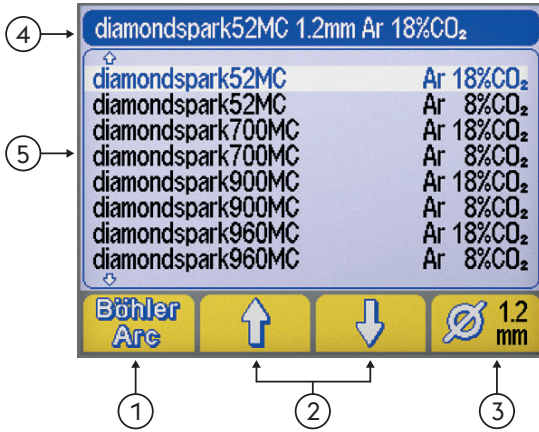 4
diamondspark52MC 1.2mm Ar 18%CO₂
5
diamondspark52MC Ar 18%CO₂
diamondspark52MC Ar 8%CO₂
diamondspark700MC Ar 18%CO₂
diamondspark700MC Ar 8%CO₂
diamondspark900MC Ar 18%CO₂
diamondspark900MC Ar 8%CO₂
diamondspark960MC Ar 18%CO₂
diamondspark960MC Ar 8%CO₂
Böhler
Arc
1.2
mm
1 2 3